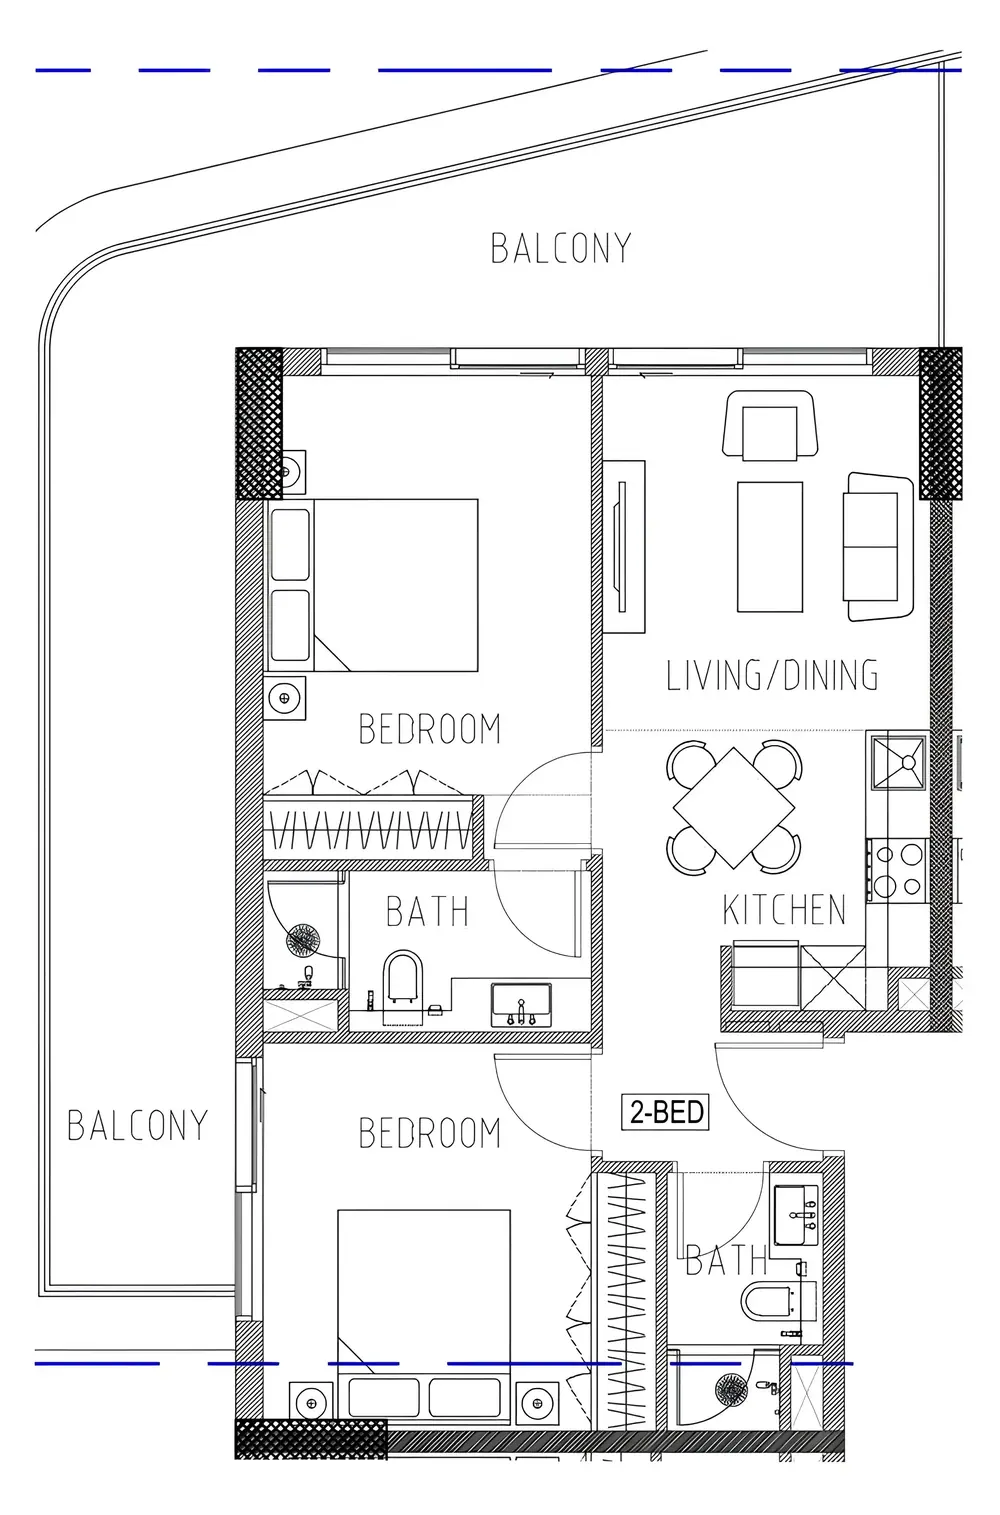 BALCONY
LIVING/DINING
BEDROOM
BATH
KITCHEN
BALCONY
BEDROOM
2-BED
BATH